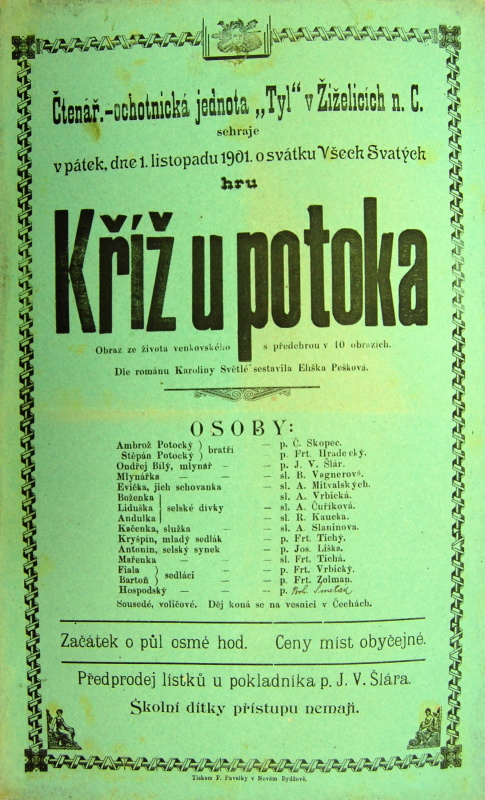 Čtenář.-ochotnická jednota „Tyl“ v Žiželicích n. C.
sehraje
v pátek, dne 1. listopadu 1901. o svátku Všech Svatých
hru
Kříž u potoka
Obraz ze života venkovského s předehrou v 10 obrazích.
Dle románu Karoliny Světlé sestavila Eliška Pešková.
OSOBY:
Ambrož Potocký ) bratři — p. Č. Skopec.
Štěpán Potocký ) — p. Frt. Hradecký.
Ondřej Bílý, mlynář — — p. J. V. Šlár.
Mlynářka — — — sl. B. Vagnerová.
Evička, jich schovanka — sl. A. Mitvalských.
Boženka — sl. A. Vrbická.
Liduška selské dívky — sl. A. Čuříková.
Andulka — sl. R. Kaucka.
Kačenka, služka — — sl. A. Slaninova.
Kryšpín, mladý sedlák — p. Frt. Tichý.
Antonín, selský synek — p. Jos. Liška.
Mařenka — — — sl. Frt. Tichá.
Fiala } sedláci — p. Frt. Vrbický.
Bartoň } — p. Frt. Zolman.
Hospodský — — — p.
Sousedé, voličové. Děj koná se na vesnici v Čechách.
Začátek o půl osmé hod. Ceny míst obyčejné.
Předprodej lístků u pokladníka p. J. V. Šlára.
Školní dítky přístupu nemají.
Tiskem F. Pavelky v Novém Bydžově.